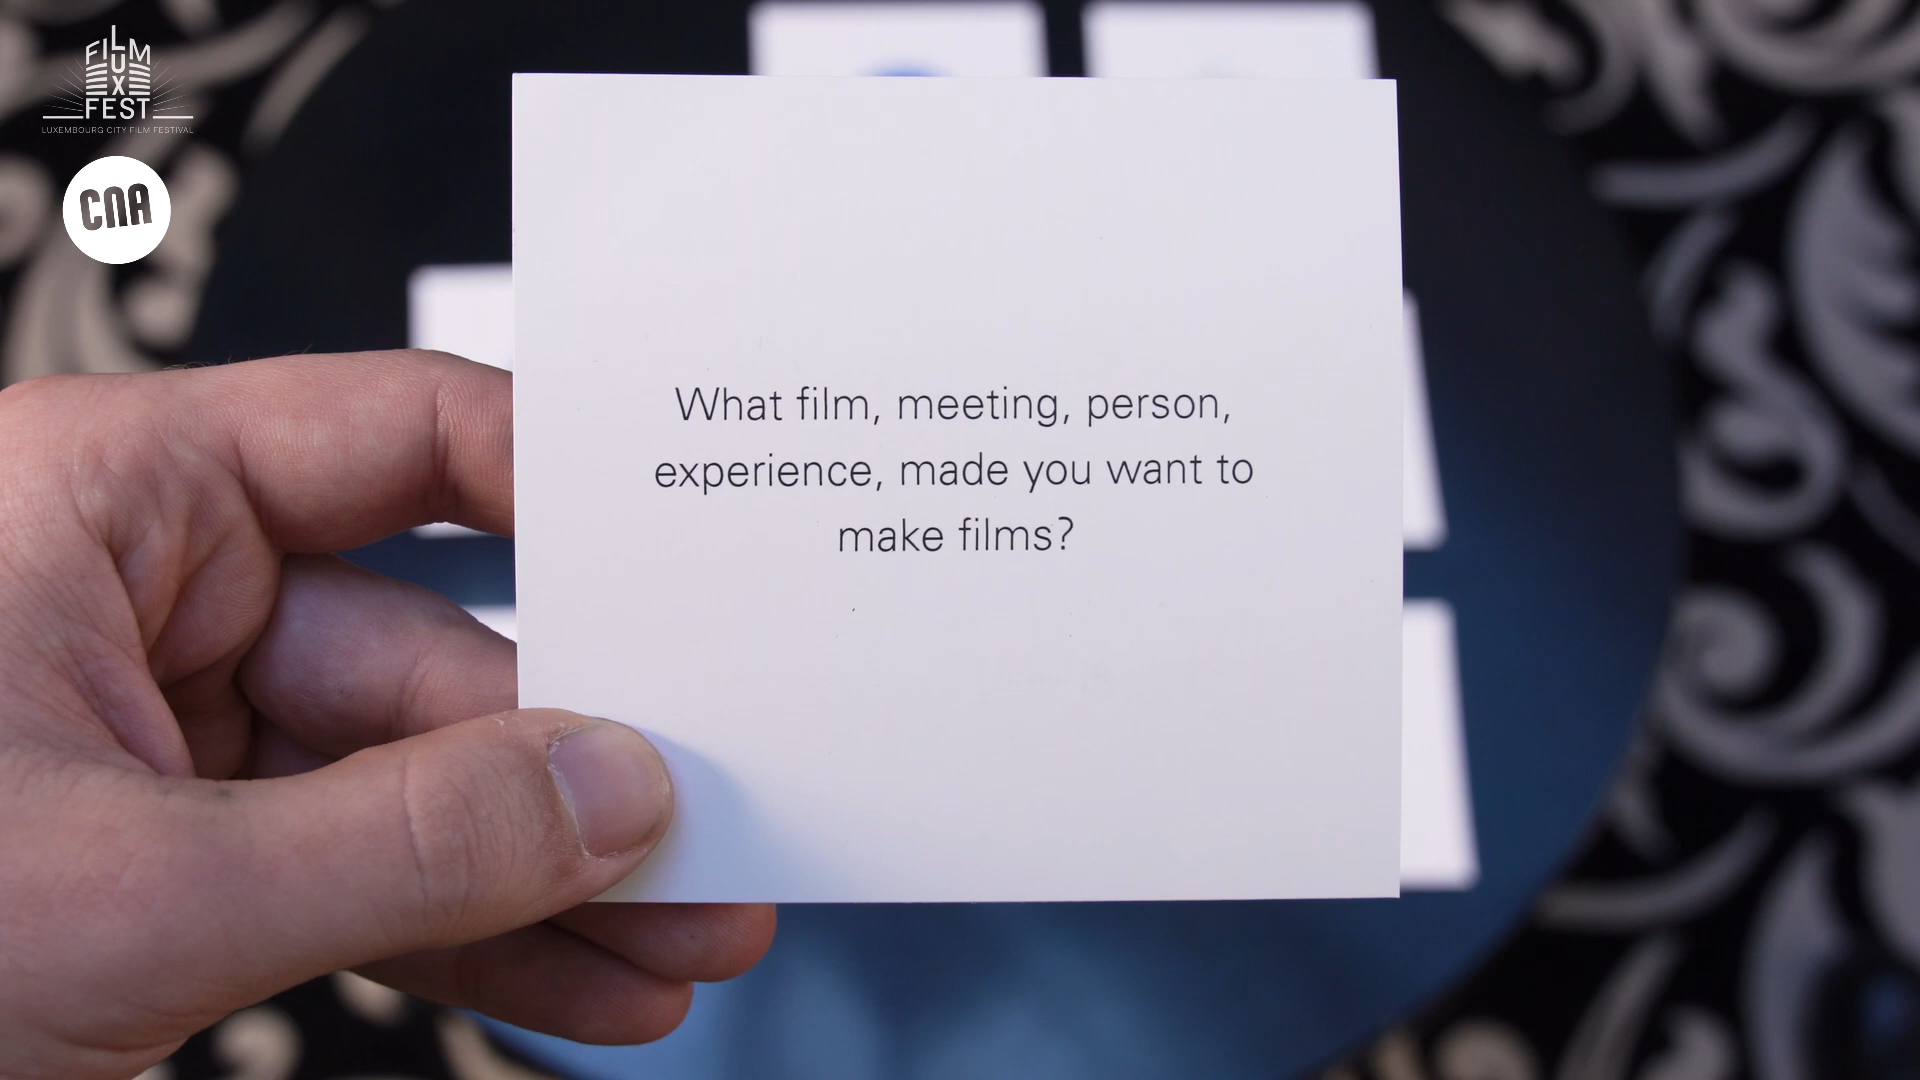 FILM
LUX
FEST
LUXEMBOURG CITY FILM FESTIVAL
CNA
What film, meeting, person,
experience, made you want to
make films?